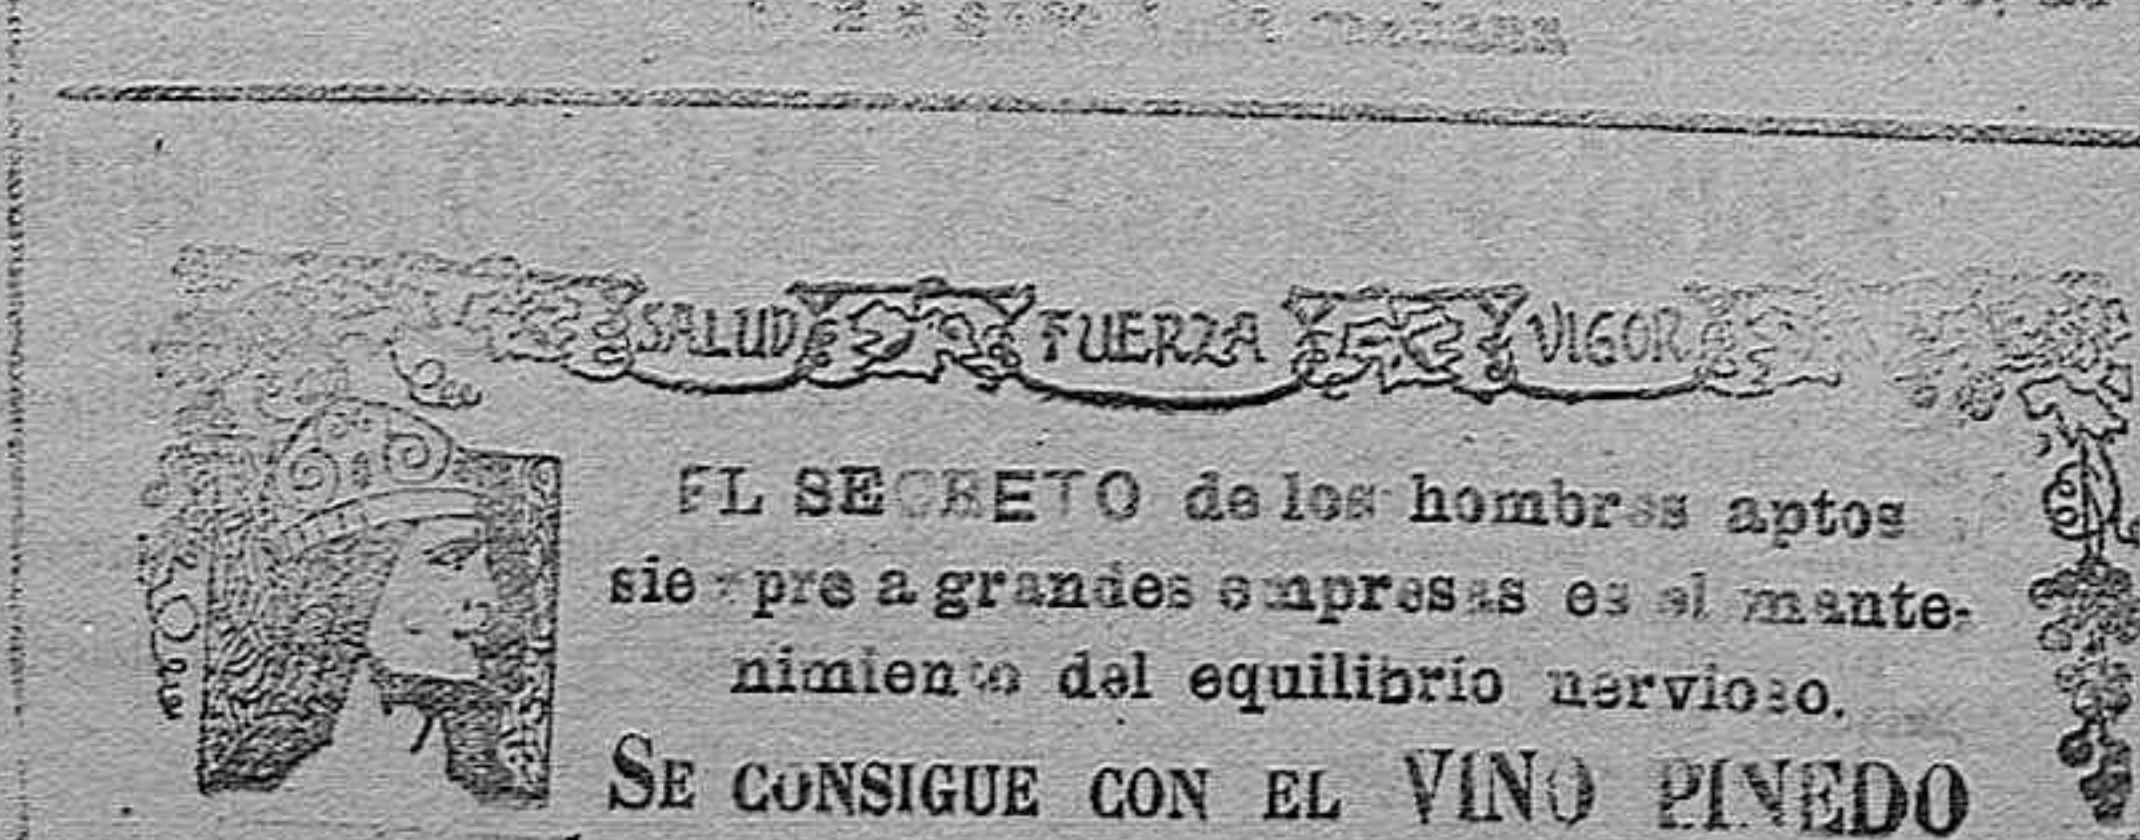 SALUD FUERZA VIGOR
EL SECRETO de los hombres aptos
siempre a grandes empresas es el mante-
nimiento del equilibrio nervioso.
SE CONSIGUE CON EL VINO PINEDO